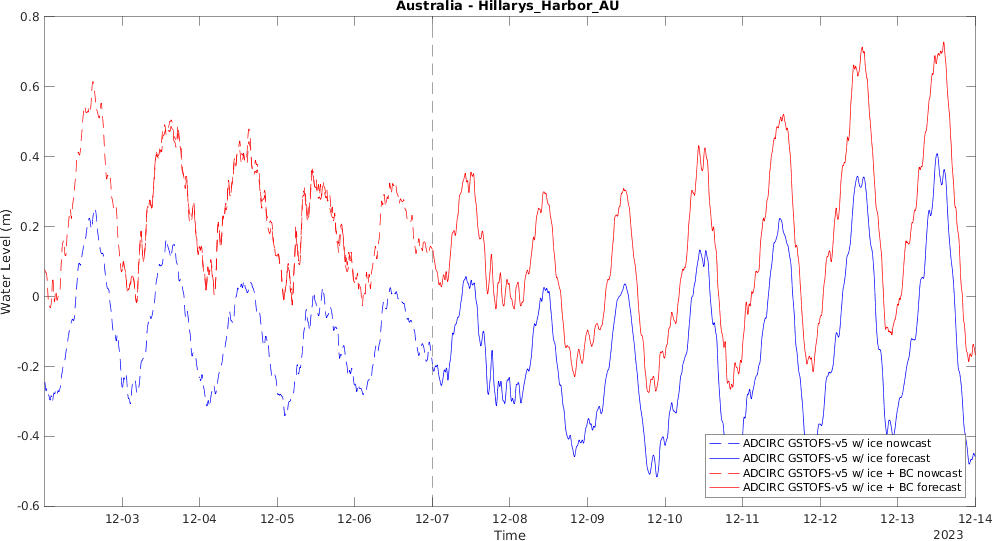 Australia - Hillarys_Harbor_AU
Water Level (m)
0.8
0.6
0.4
0.2
0
-0.2
-0.4
-0.6
ADCIRC GSTOFS-v5 w/ ice nowcast
ADCIRC GSTOFS-v5 w/ ice forecast
ADCIRC GSTOFS-v5 w/ ice + BC nowcast
ADCIRC GSTOFS-v5 w/ ice + BC forecast
12-03 12-04 12-05 12-06 12-07 12-08 12-09 12-10 12-11 12-12 12-13 12-14
Time
2023